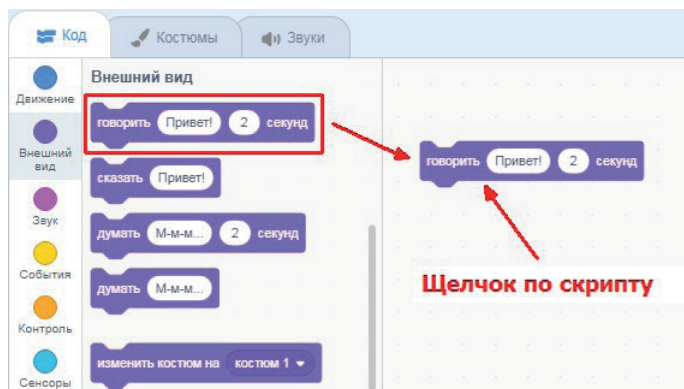 Код
Костюмы
Звуки
Движение
Внешний
вид
Звук
События
Контроль
Сенсоры
Внешний вид
говорить Привет! 2 секунд
сказать Привет!
думать М-м-м... 2 секунд
думать М-м-м...
изменить костюм на костюм 1
говорить Привет! 2 секунд
Щелчок по скрипту